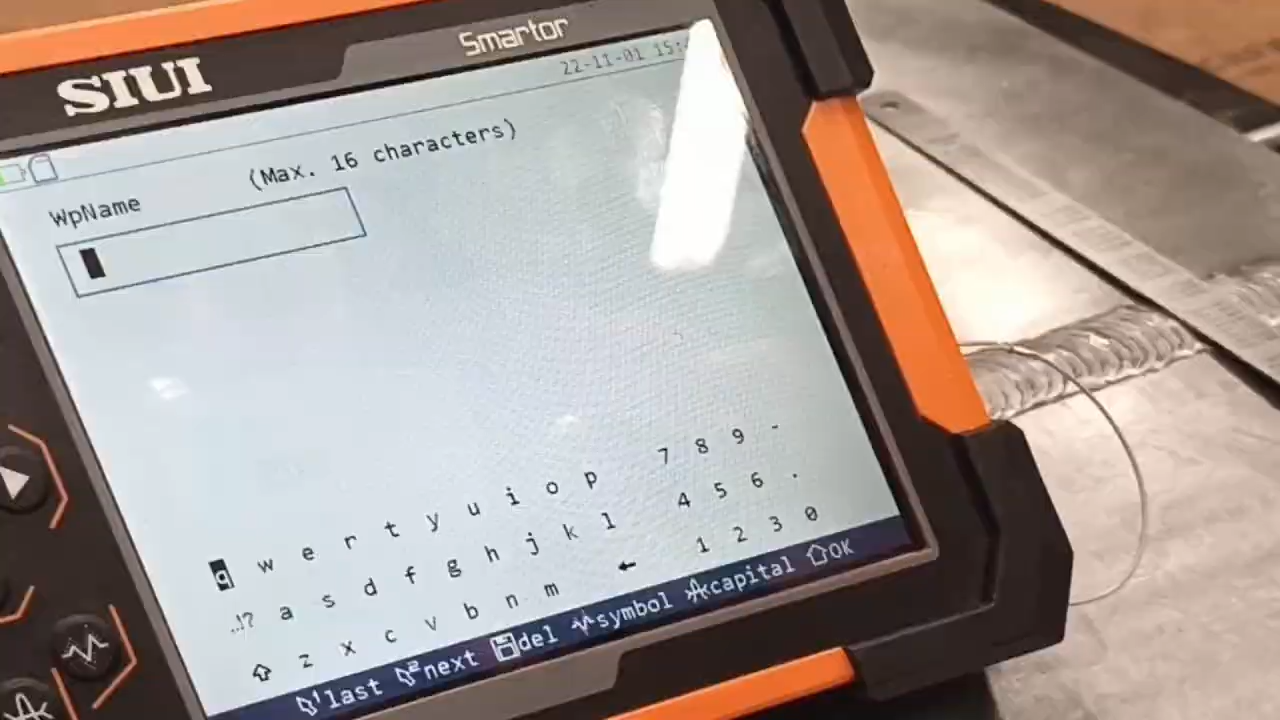 Smartor
SIUI
22-11-01 15:
(Max. 16 characters)
WpName
q w e r t y u i o p 7 8 9 -
.!? a s d f g h j k l 4 5 6 .
z x c v b n m ← 1 2 3 0
last next del symbol capital OK